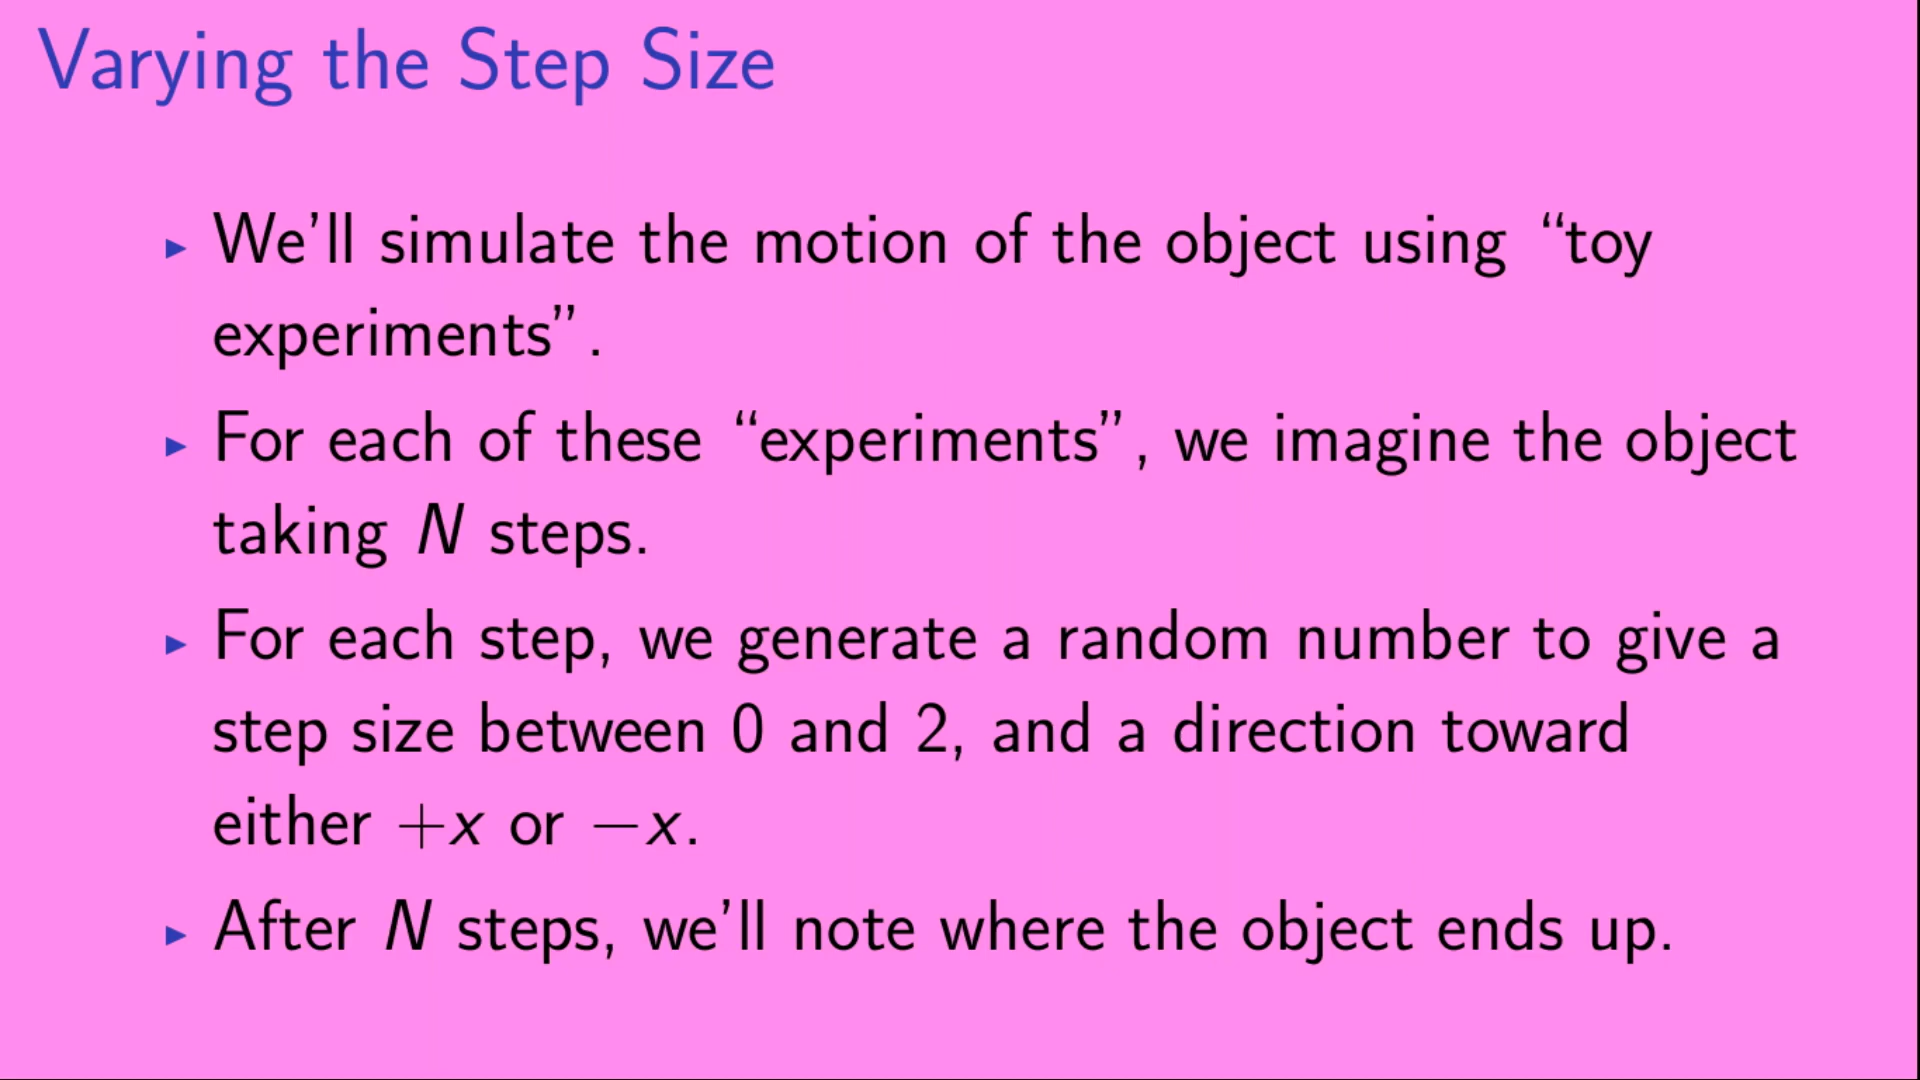 Varying the Step Size
▶ We’ll simulate the motion of the object using “toy
experiments”.
▶ For each of these “experiments”, we imagine the object
taking N steps.
▶ For each step, we generate a random number to give a
step size between 0 and 2, and a direction toward
either +x or −x.
▶ After N steps, we’ll note where the object ends up.